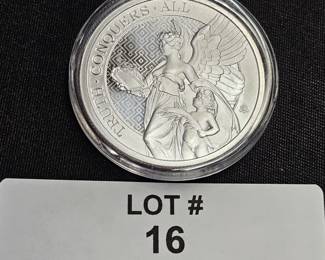 TRUTH · CONQUERS · ALL
LOT #
16